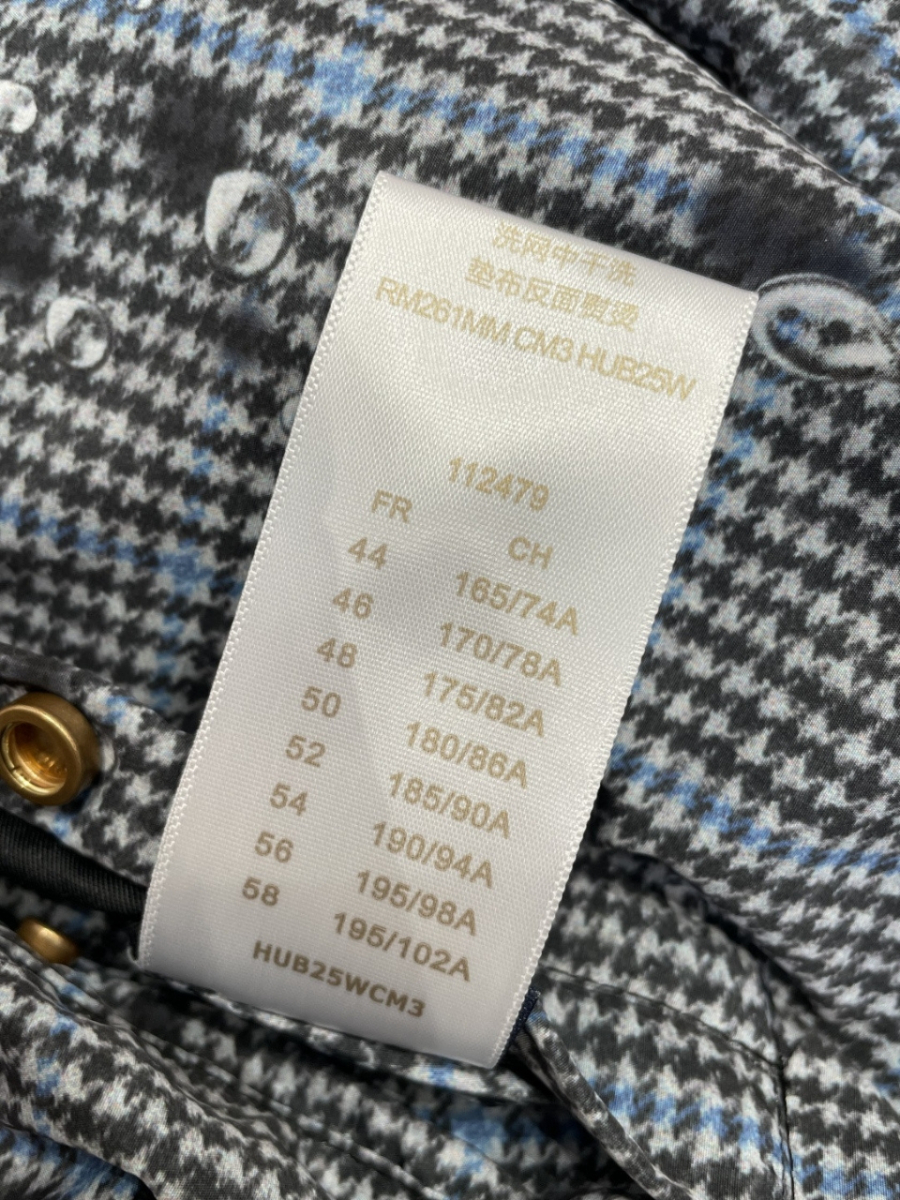 洗网中干洗
垫布反面熨烫
RM261MM CM3 HUB25W
112479
FR CH
44 165/74A
46 170/78A
48 175/82A
50 180/86A
52 185/90A
54 190/94A
56 195/98A
58 195/102A
HUB25WCM3